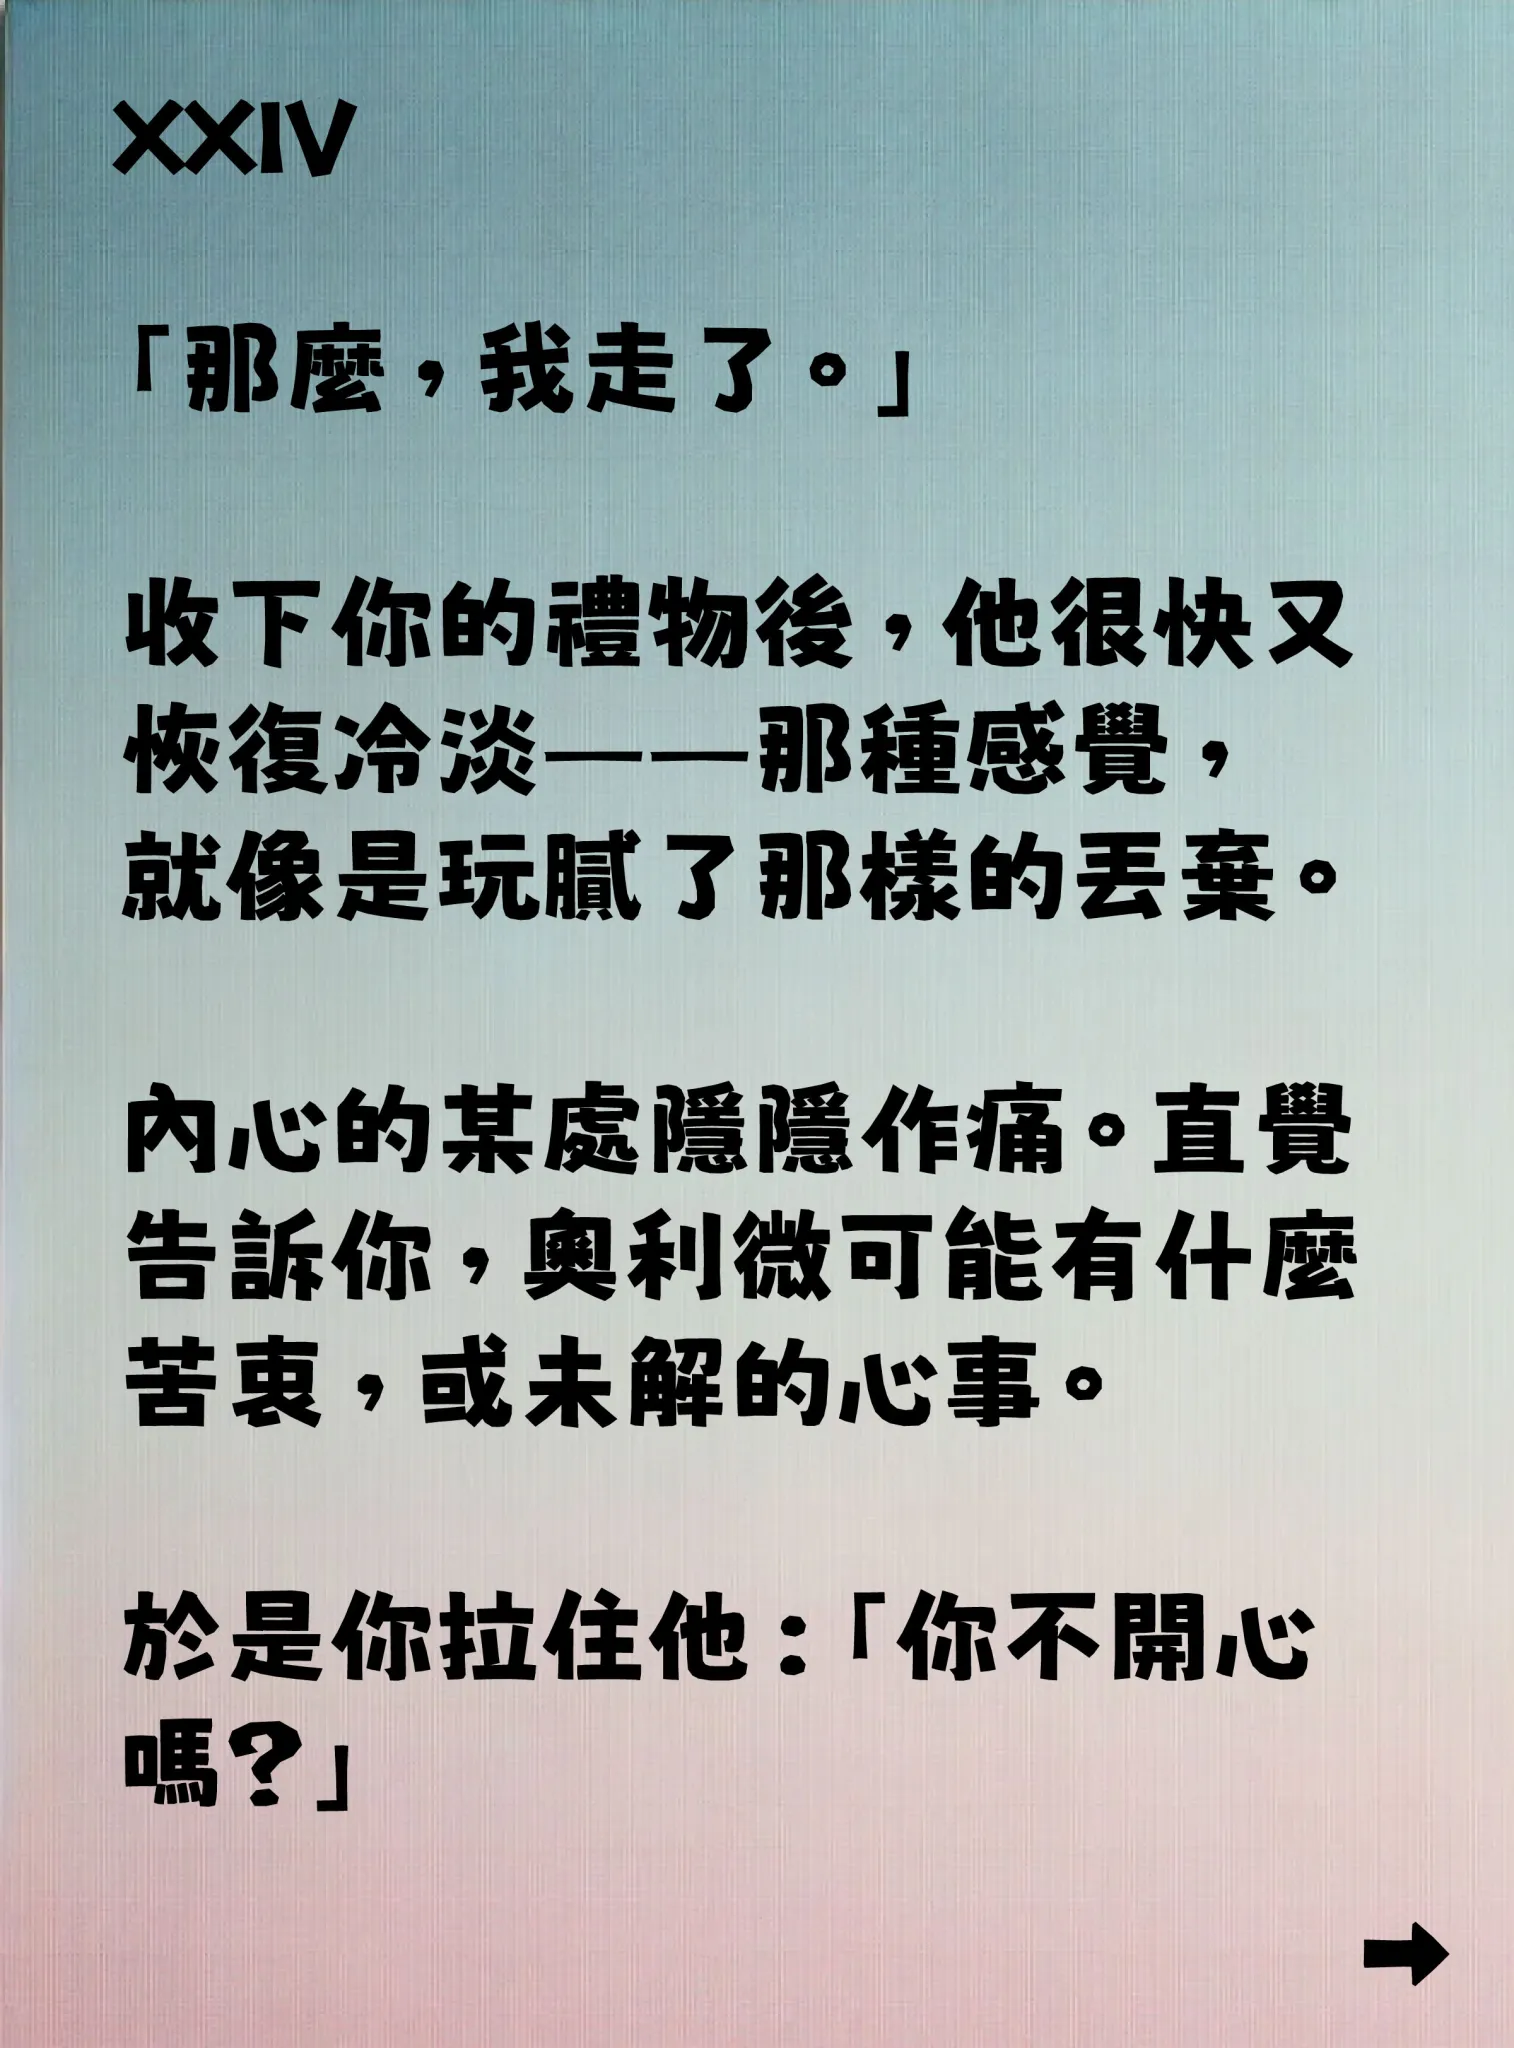 XXIV
「那麼，我走了。」
收下你的禮物後，他很快又
恢復冷淡——那種感覺，
就像是玩膩了那樣的丟棄。
內心的某處隱隱作痛。直覺
告訴你，奧利微可能有什麼
苦衷，或未解的心事。
於是你拉住他：「你不開心
嗎？」